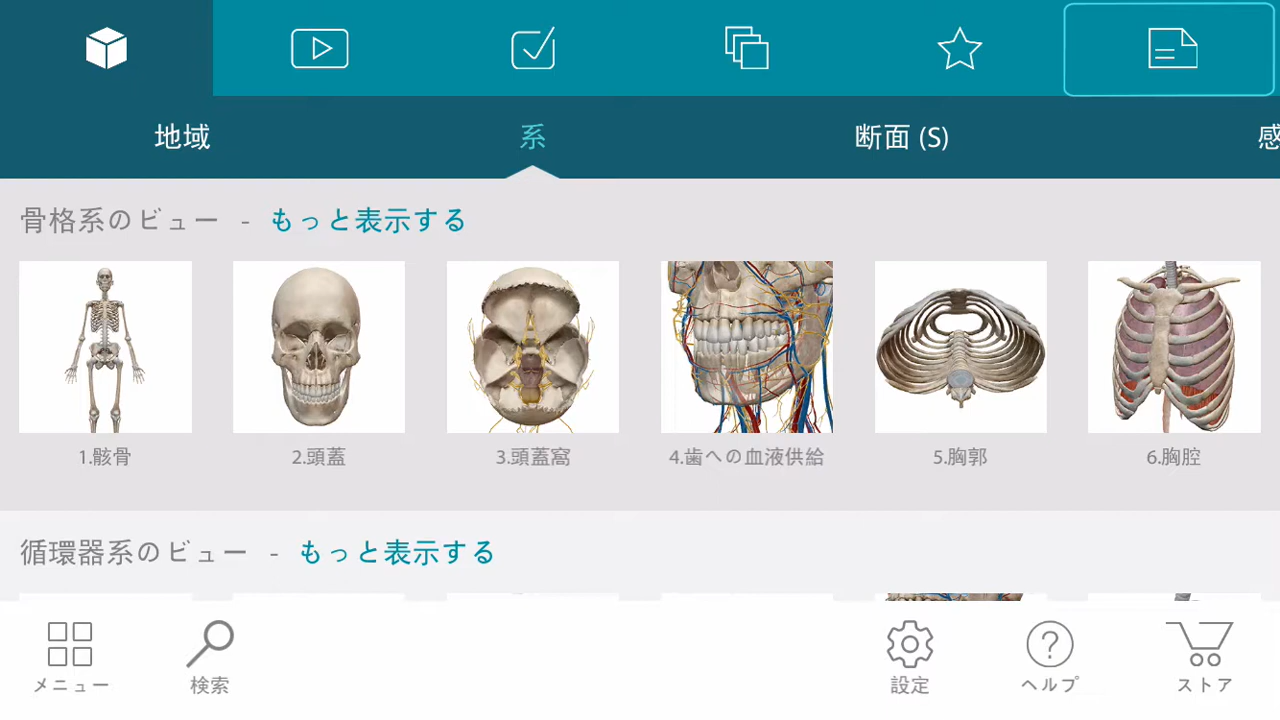 地域
系
断面 (S)
感
骨格系のビュー - もっと表示する
1.骸骨
2.頭蓋
3.頭蓋窩
4.歯への血液供給
5.胸郭
6.胸腔
循環器系のビュー - もっと表示する
メニュー
検索
設定
ヘルプ
ストア